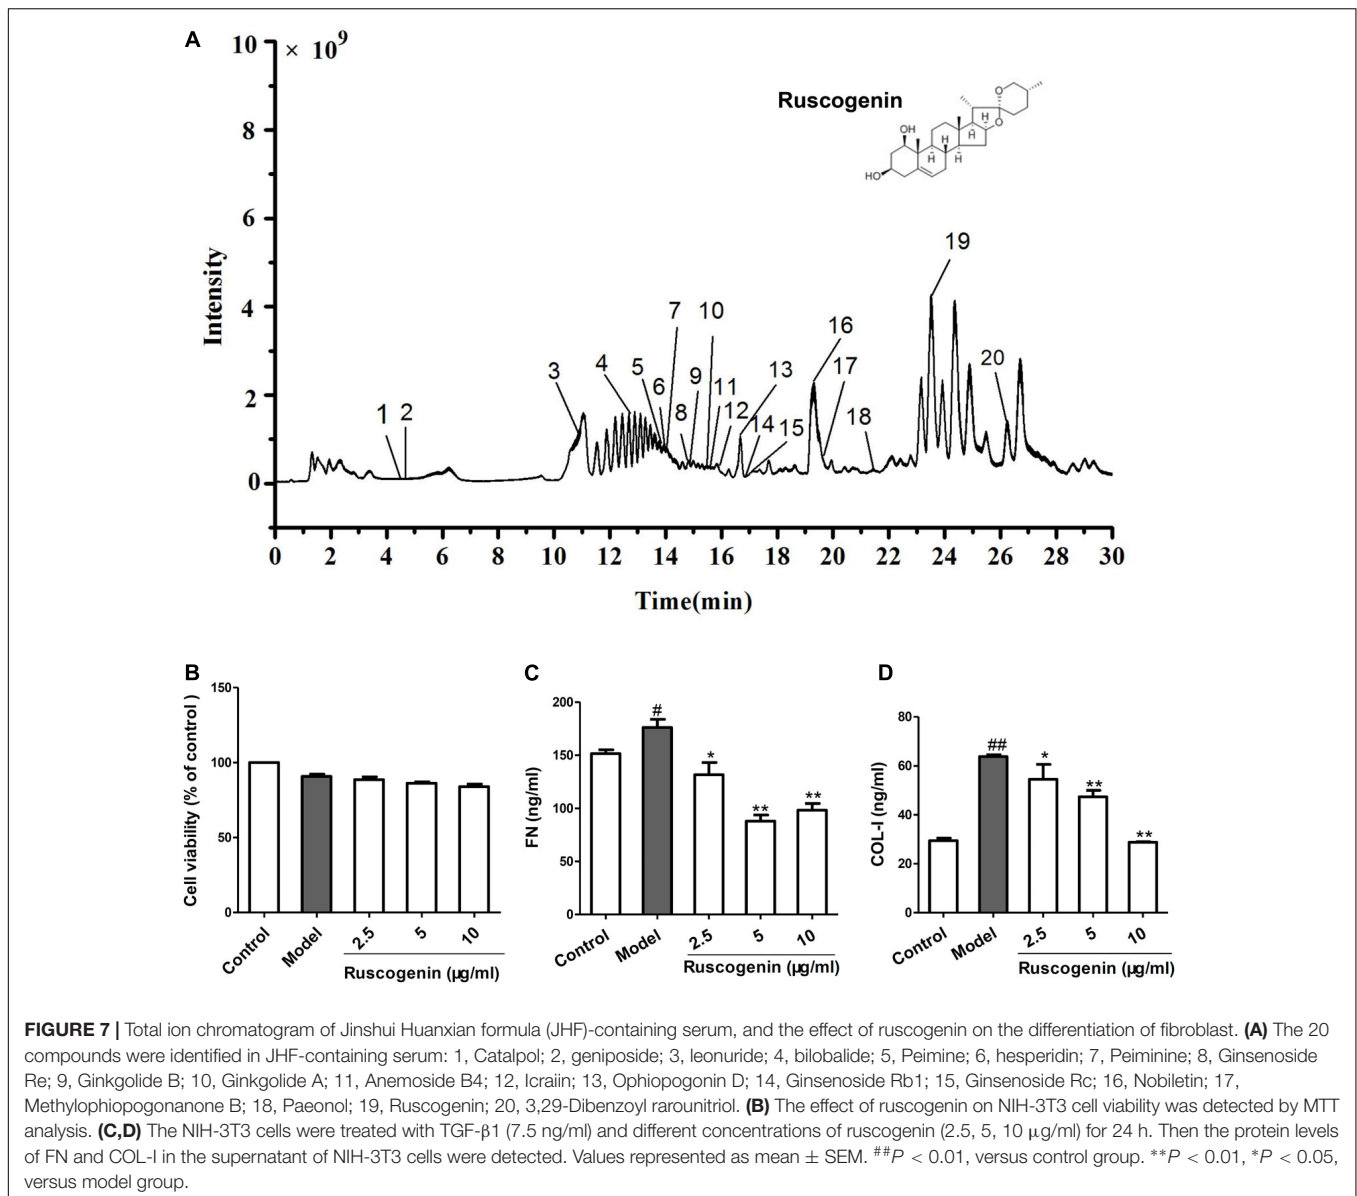 A
10 × 10⁹
8
6
4
2
0
Intensity
Ruscogenin
OH
HO
H
H
H
H
H
O
O
1
2
3
4
5
6
7
8
9
10
11
12
13
14
15
16
17
18
19
20
0 2 4 6 8 10 12 14 16 18 20 22 24 26 28 30
Time(min)
B
Cell viability (% of control )
150
100
50
0
Control Model 2.5 5 10
Ruscogenin (μg/ml)
C
FN (ng/ml)
200
150
100
50
0
# * ** **
Control Model 2.5 5 10
Ruscogenin (μg/ml)
D
COL-I (ng/ml)
80
60
40
20
0
## * ** **
Control Model 2.5 5 10
Ruscogenin (μg/ml)
FIGURE 7 | Total ion chromatogram of Jinshui Huanxian formula (JHF)-containing serum, and the effect of ruscogenin on the differentiation of fibroblast. (A) The 20
compounds were identified in JHF-containing serum: 1, Catalpol; 2, geniposide; 3, leonuride; 4, bilobalide; 5, Peimine; 6, hesperidin; 7, Peiminine; 8, Ginsenoside
Re; 9, Ginkgolide B; 10, Ginkgolide A; 11, Anemoside B4; 12, Icraiin; 13, Ophiopogonin D; 14, Ginsenoside Rb1; 15, Ginsenoside Rc; 16, Nobiletin; 17,
Methylophiopogonanone B; 18, Paeonol; 19, Ruscogenin; 20, 3,29-Dibenzoyl rarounitriol. (B) The effect of ruscogenin on NIH-3T3 cell viability was detected by MTT
analysis. (C,D) The NIH-3T3 cells were treated with TGF-β1 (7.5 ng/ml) and different concentrations of ruscogenin (2.5, 5, 10 μg/ml) for 24 h. Then the protein levels
of FN and COL-I in the supernatant of NIH-3T3 cells were detected. Values represented as mean ± SEM. ##P < 0.01, versus control group. **P < 0.01, *P < 0.05,
versus model group.